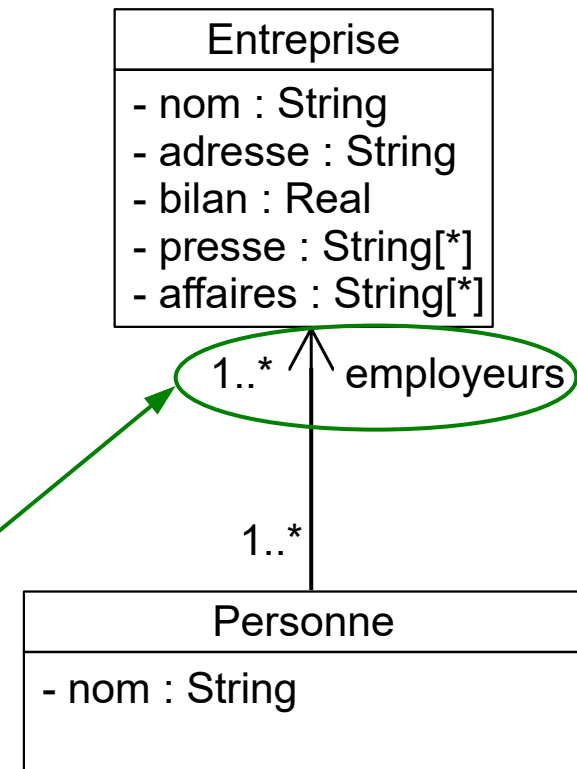 Entreprise
- nom : String
- adresse : String
- bilan : Real
- presse : String[*]
- affaires : String[*]
1..* employeurs
1..*
Personne
- nom : String